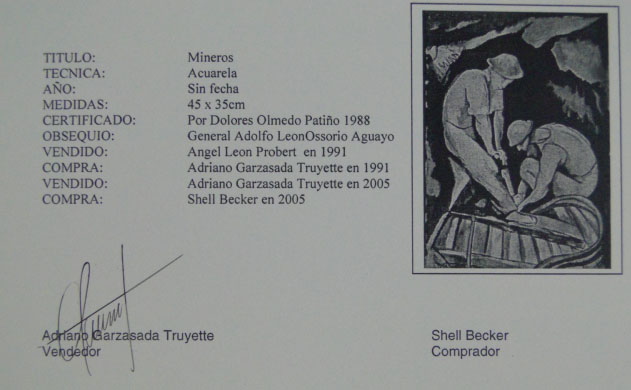 TITULO: Mineros
TECNICA: Acuarela
AÑO: Sin fecha
MEDIDAS: 45 x 35cm
CERTIFICADO: Por Dolores Olmedo Patiño 1988
OBSEQUIO: General Adolfo LeonOssorio Aguayo
VENDIDO: Angel Leon Probert en 1991
COMPRA: Adriano Garzasada Truyette en 1991
VENDIDO: Adriano Garzasada Truyette en 2005
COMPRA: Shell Becker en 2005
Adriano Garzasada Truyette
Vendedor
Shell Becker
Comprador